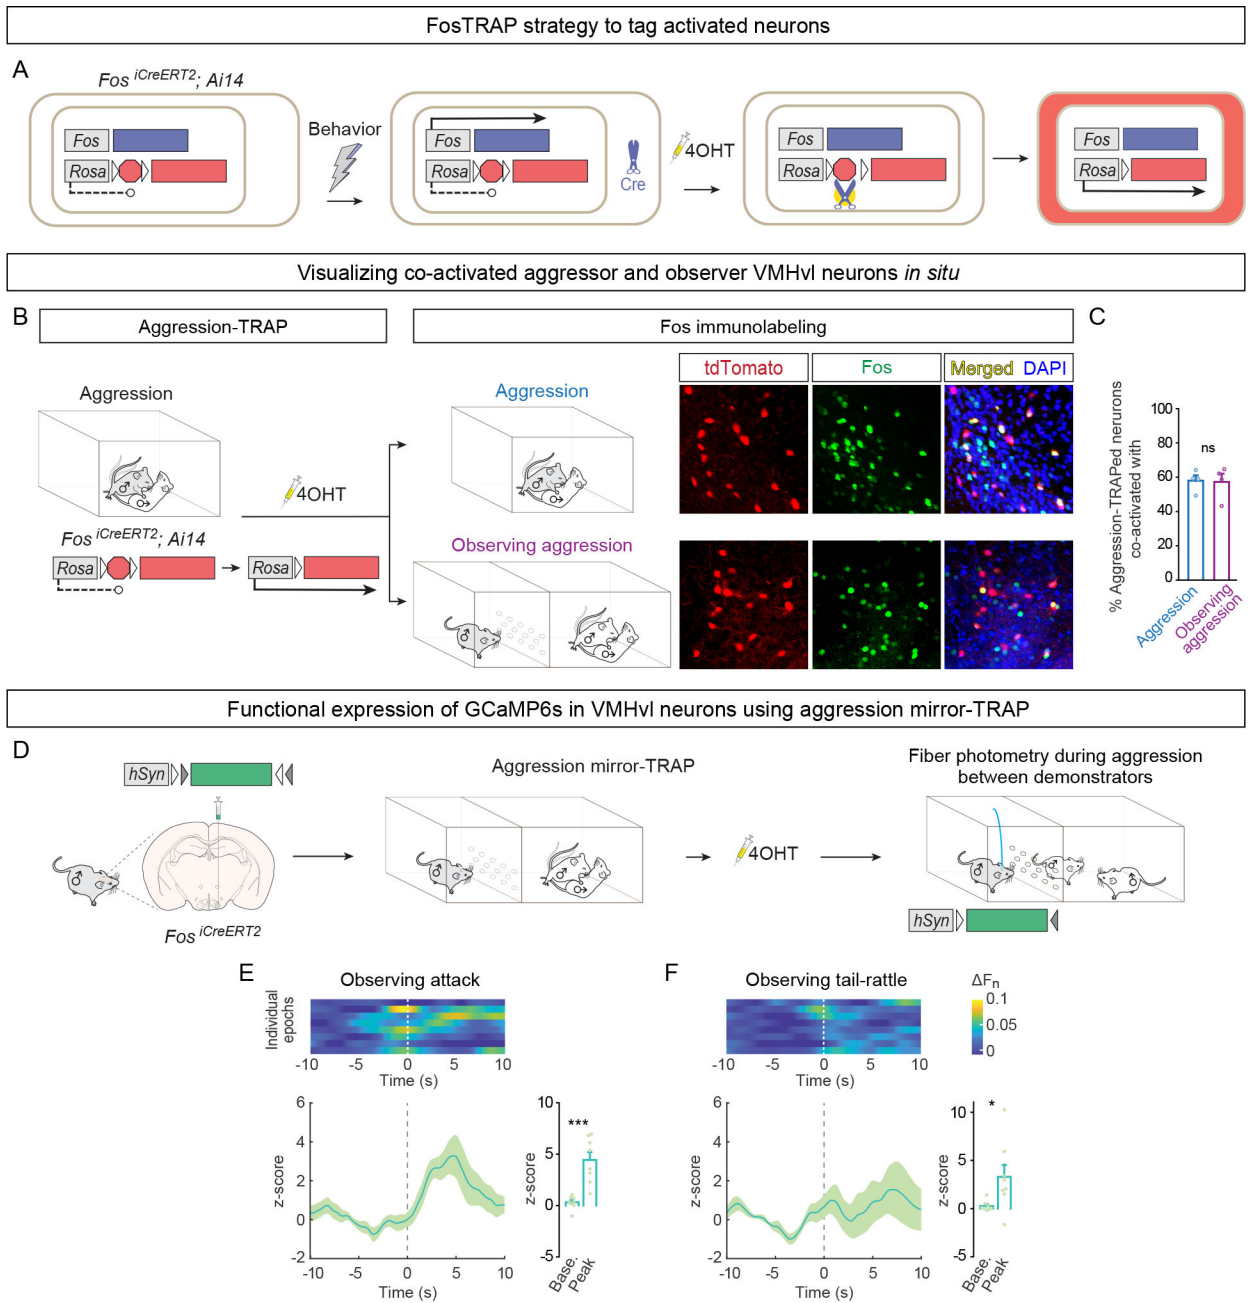 FosTRAP strategy to tag activated neurons
A
Fos iCreERT2; Ai14
Fos
Rosa
Behavior
Fos
Rosa
Cre
4OHT
Fos
Rosa
Fos
Rosa
Visualizing co-activated aggressor and observer VMHvl neurons in situ
B
Aggression-TRAP
Fos immunolabeling
C
Aggression
4OHT
Fos iCreERT2; Ai14
Rosa
Rosa
Aggression
Observing aggression
tdTomato
Fos
Merged DAPI
% Aggression-TRAPed neurons
co-activated with
100
80
60
40
20
0
ns
Aggression
Observing
aggression
Functional expression of GCaMP6s in VMHvl neurons using aggression mirror-TRAP
D
hSyn
Fos iCreERT2
Aggression mirror-TRAP
4OHT
Fiber photometry during aggression
between demonstrators
hSyn
E
Observing attack
Individual
epochs
-10 -5 0 5 10
Time (s)
z-score
6
4
2
0
-2
-10 -5 0 5 10
Time (s)
z-score
10
5
0
-5
***
Base.
Peak
F
Observing tail-rattle
ΔFn
0.1
0.05
0
-10 -5 0 5 10
Time (s)
z-score
6
4
2
0
-2
-10 -5 0 5 10
Time (s)
z-score
10
5
0
-5
*
Base.
Peak